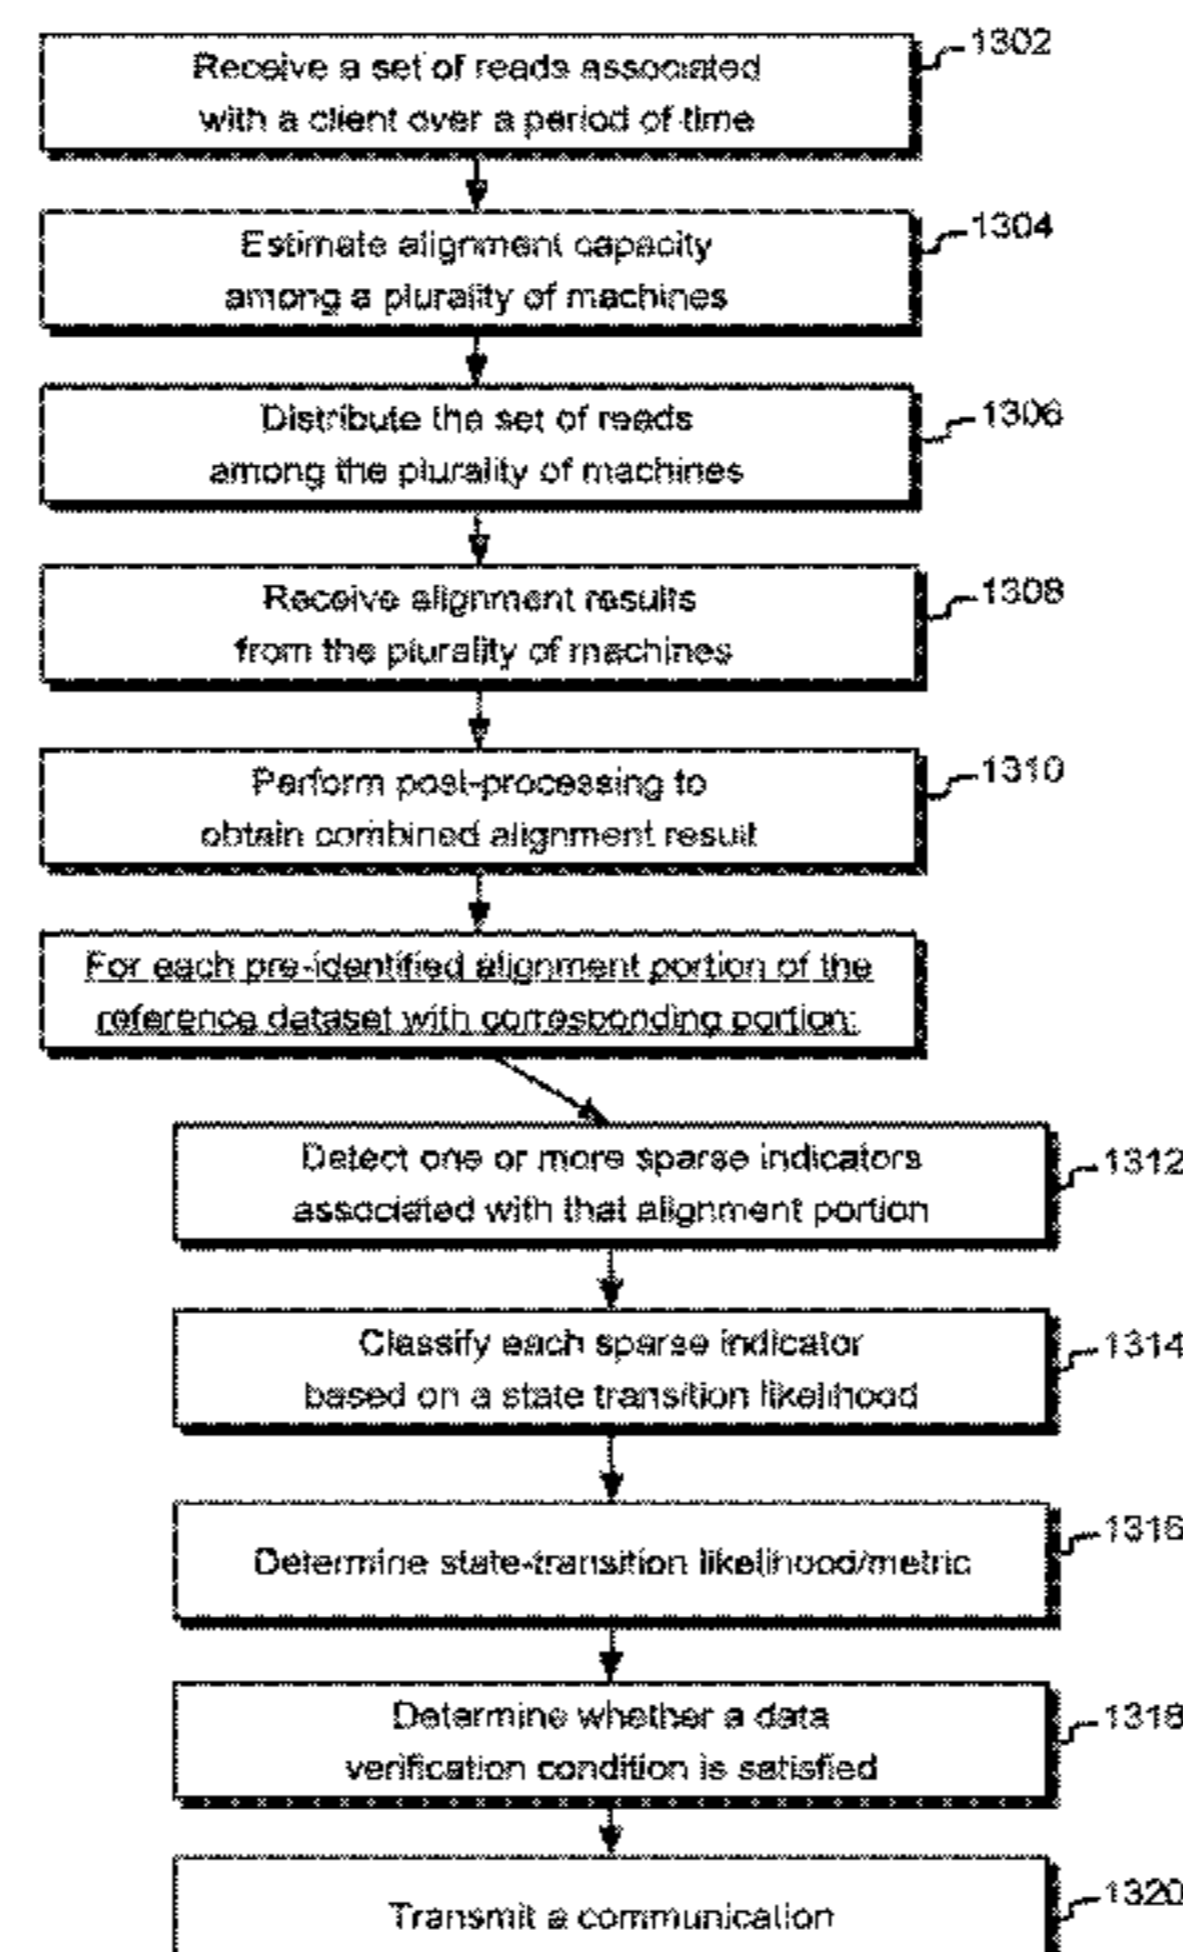 Receive a set of reads associated
with a client over a period of time
1302
Estimate alignment capacity
among a plurality of machines
1304
Distribute the set of reads
among the plurality of machines
1306
Receive alignment results
from the plurality of machines
1308
Perform post-processing to
obtain combined alignment result
1310
For each pre-identified alignment portion of the
reference dataset with corresponding portion:
Detect one or more sparse indicators
associated with that alignment portion
1312
Classify each sparse indicator
based on a state transition likelihood
1314
Determine state-transition likelihood/metric
1316
Determine whether a data
verification condition is satisfied
1318
Transmit a communication
1320